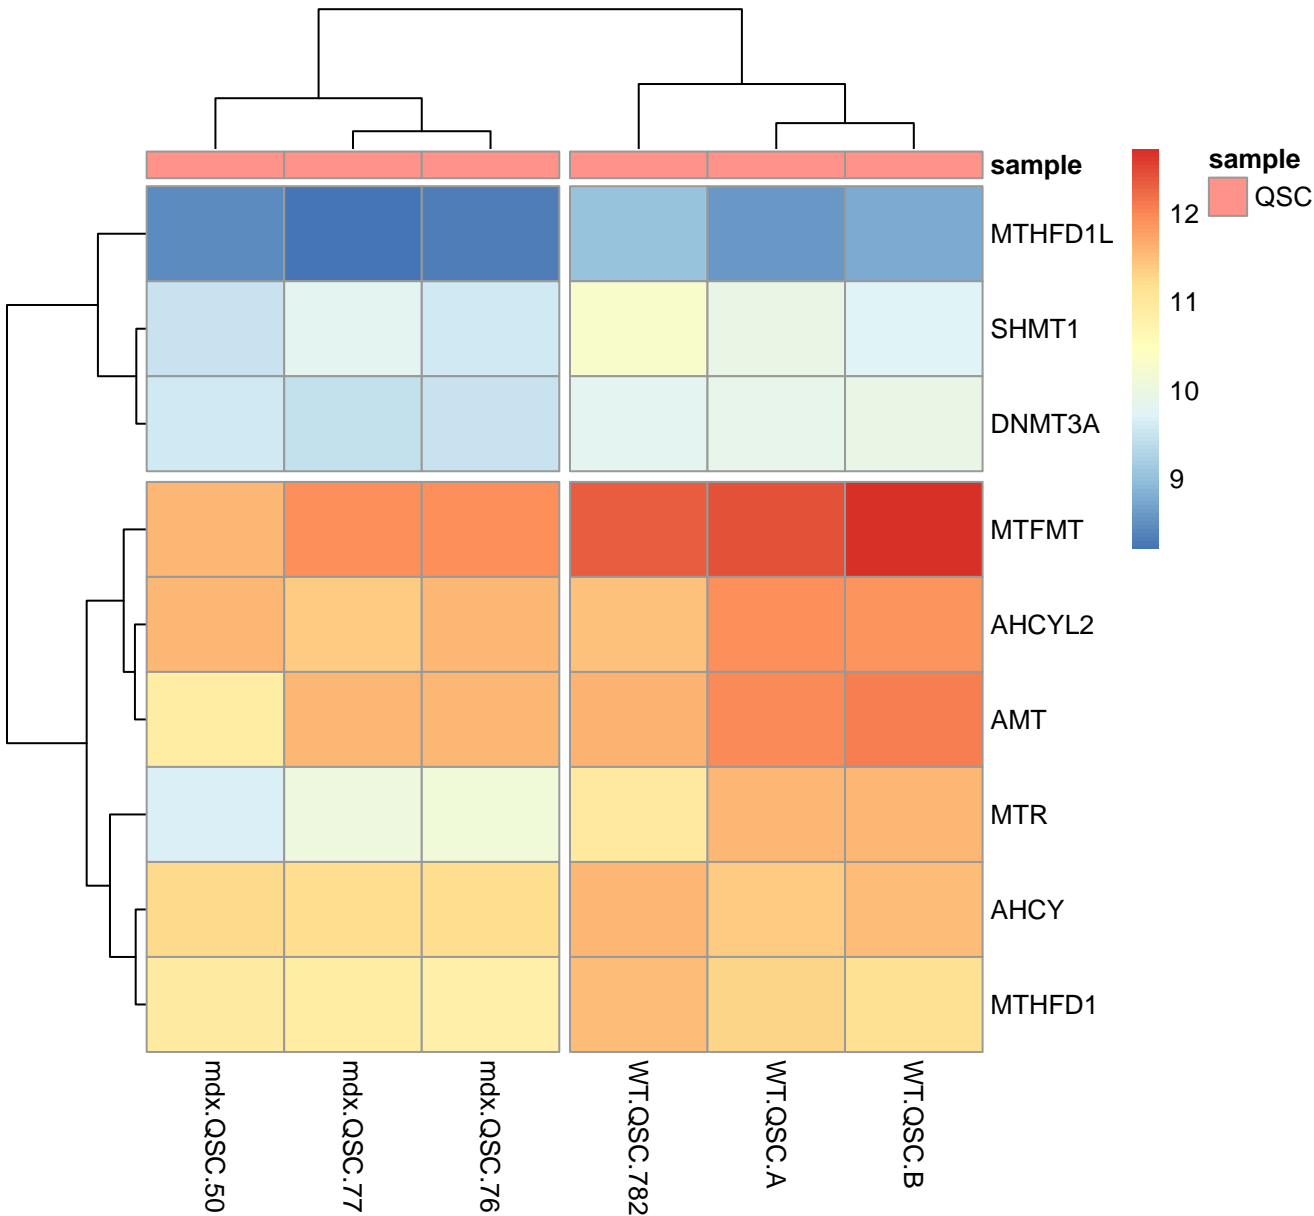 sample
MTHFD1L
SHMT1
DNMT3A
MTFMT
AHCYL2
AMT
MTR
AHCY
MTHFD1
mdx.QSC.50
mdx.QSC.77
mdx.QSC.76
WT.QSC.782
WT.QSC.A
WT.QSC.B
12
11
10
9
sample
QSC